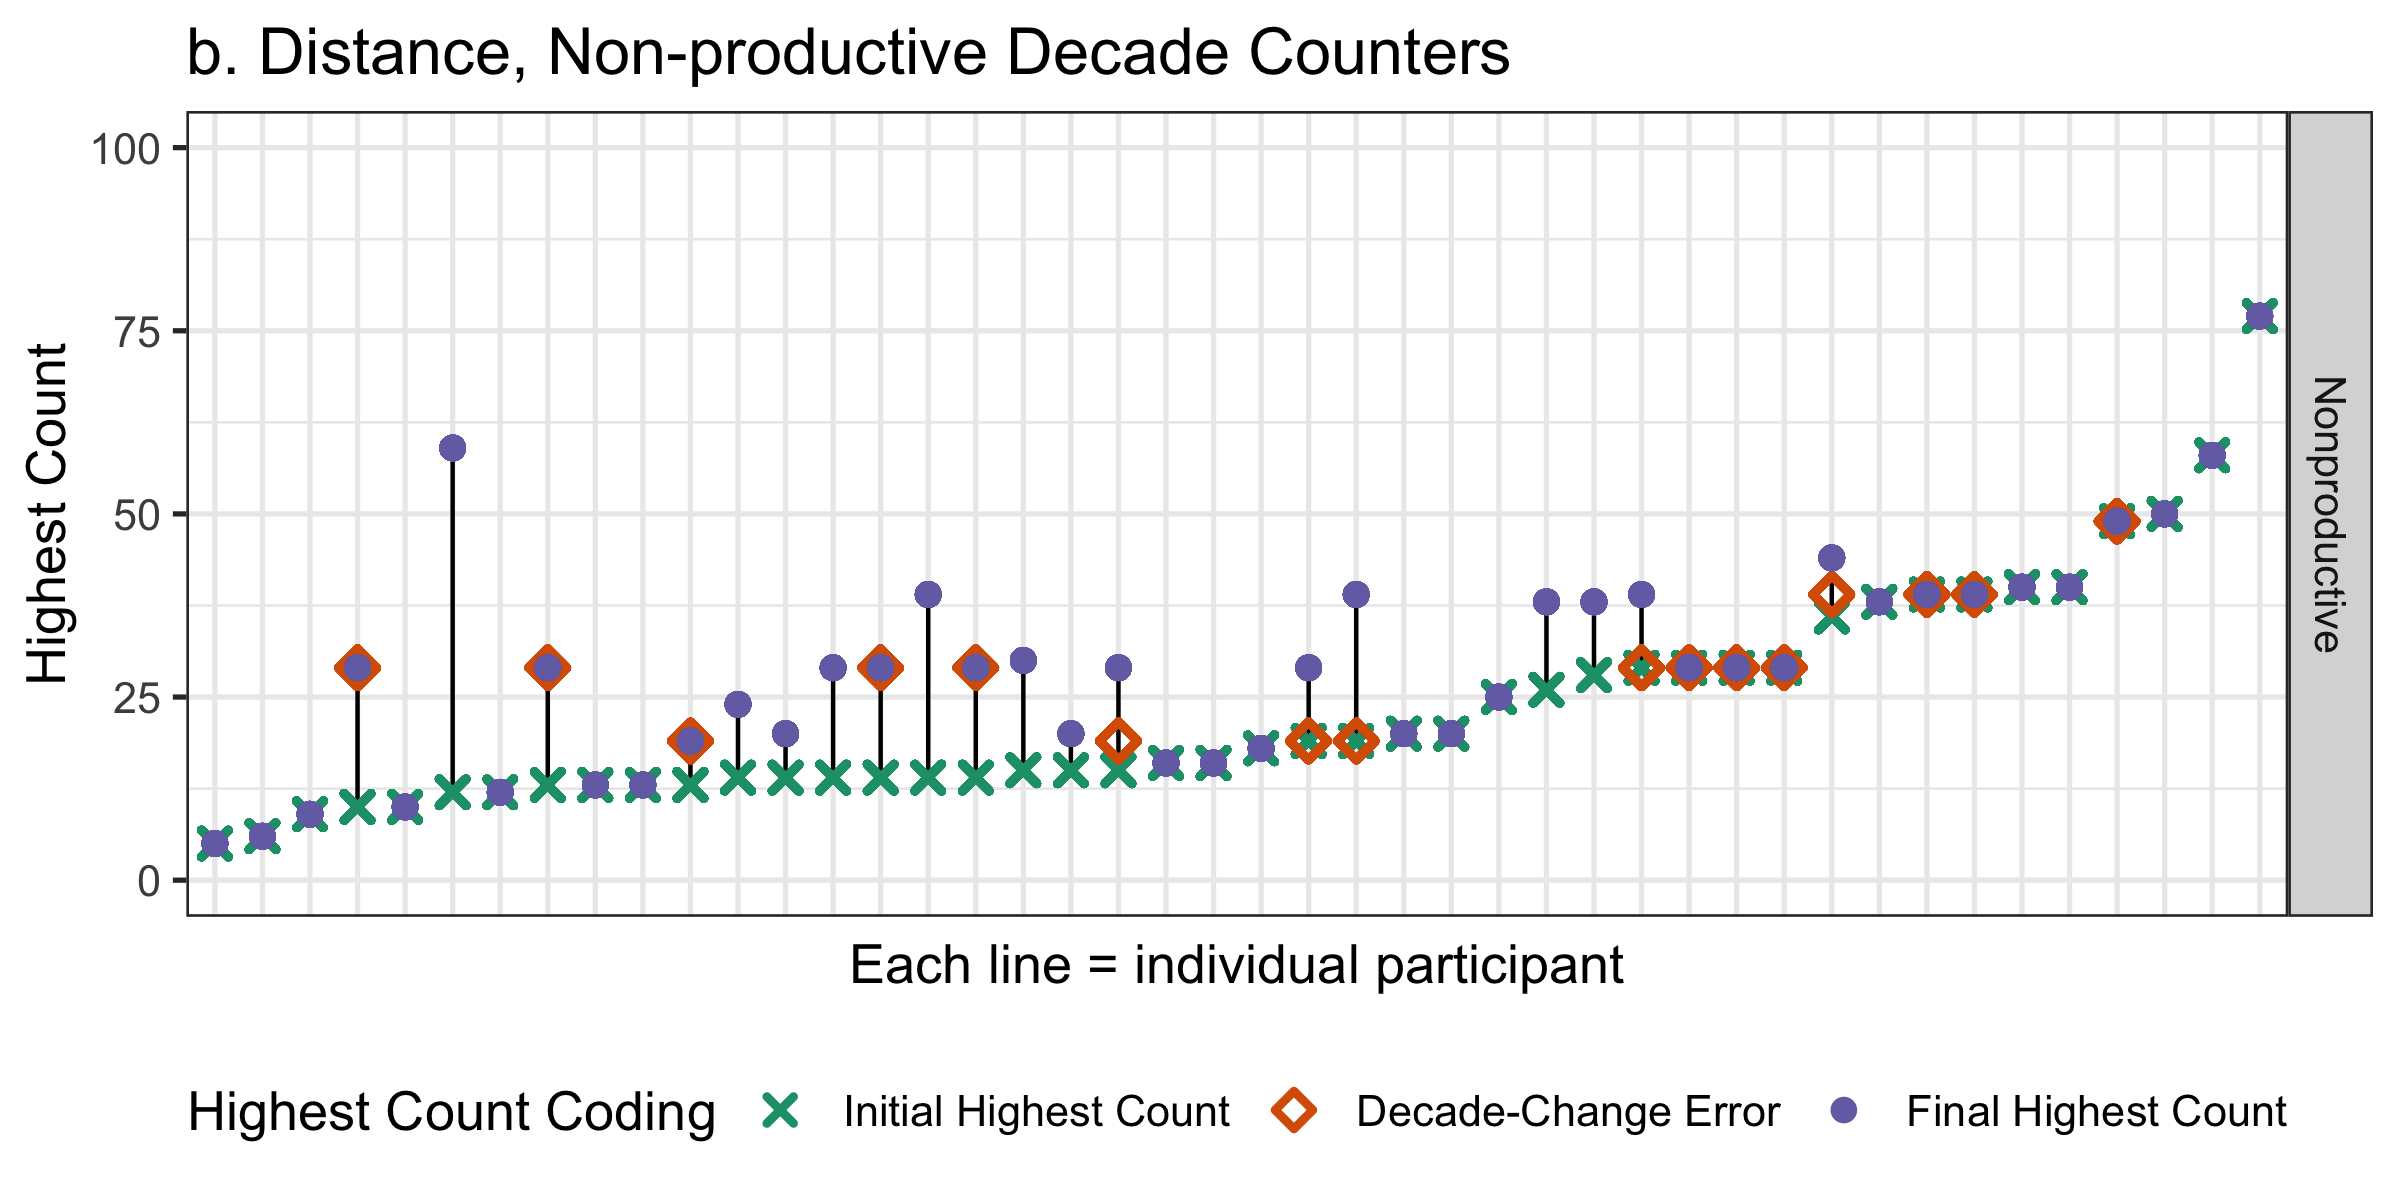 b. Distance, Non-productive Decade Counters
Highest Count
100
75
50
25
0
Nonproductive
Each line = individual participant
Highest Count Coding Initial Highest Count Decade-Change Error Final Highest Count